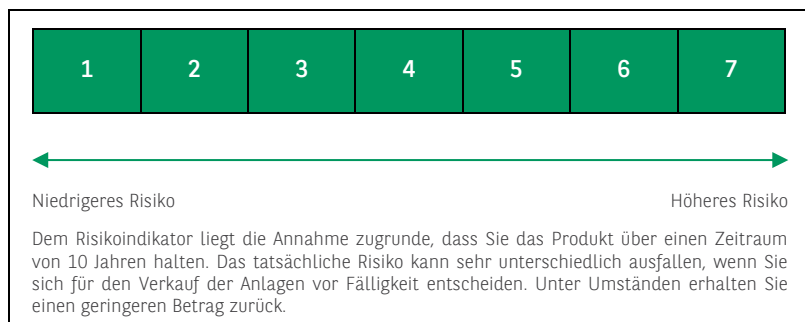 1 2 3 4 5 6 7
Niedrigeres Risiko Höheres Risiko
Dem Risikoindikator liegt die Annahme zugrunde, dass Sie das Produkt über einen Zeitraum
von 10 Jahren halten. Das tatsächliche Risiko kann sehr unterschiedlich ausfallen, wenn Sie
sich für den Verkauf der Anlagen vor Fälligkeit entscheiden. Unter Umständen erhalten Sie
einen geringeren Betrag zurück.